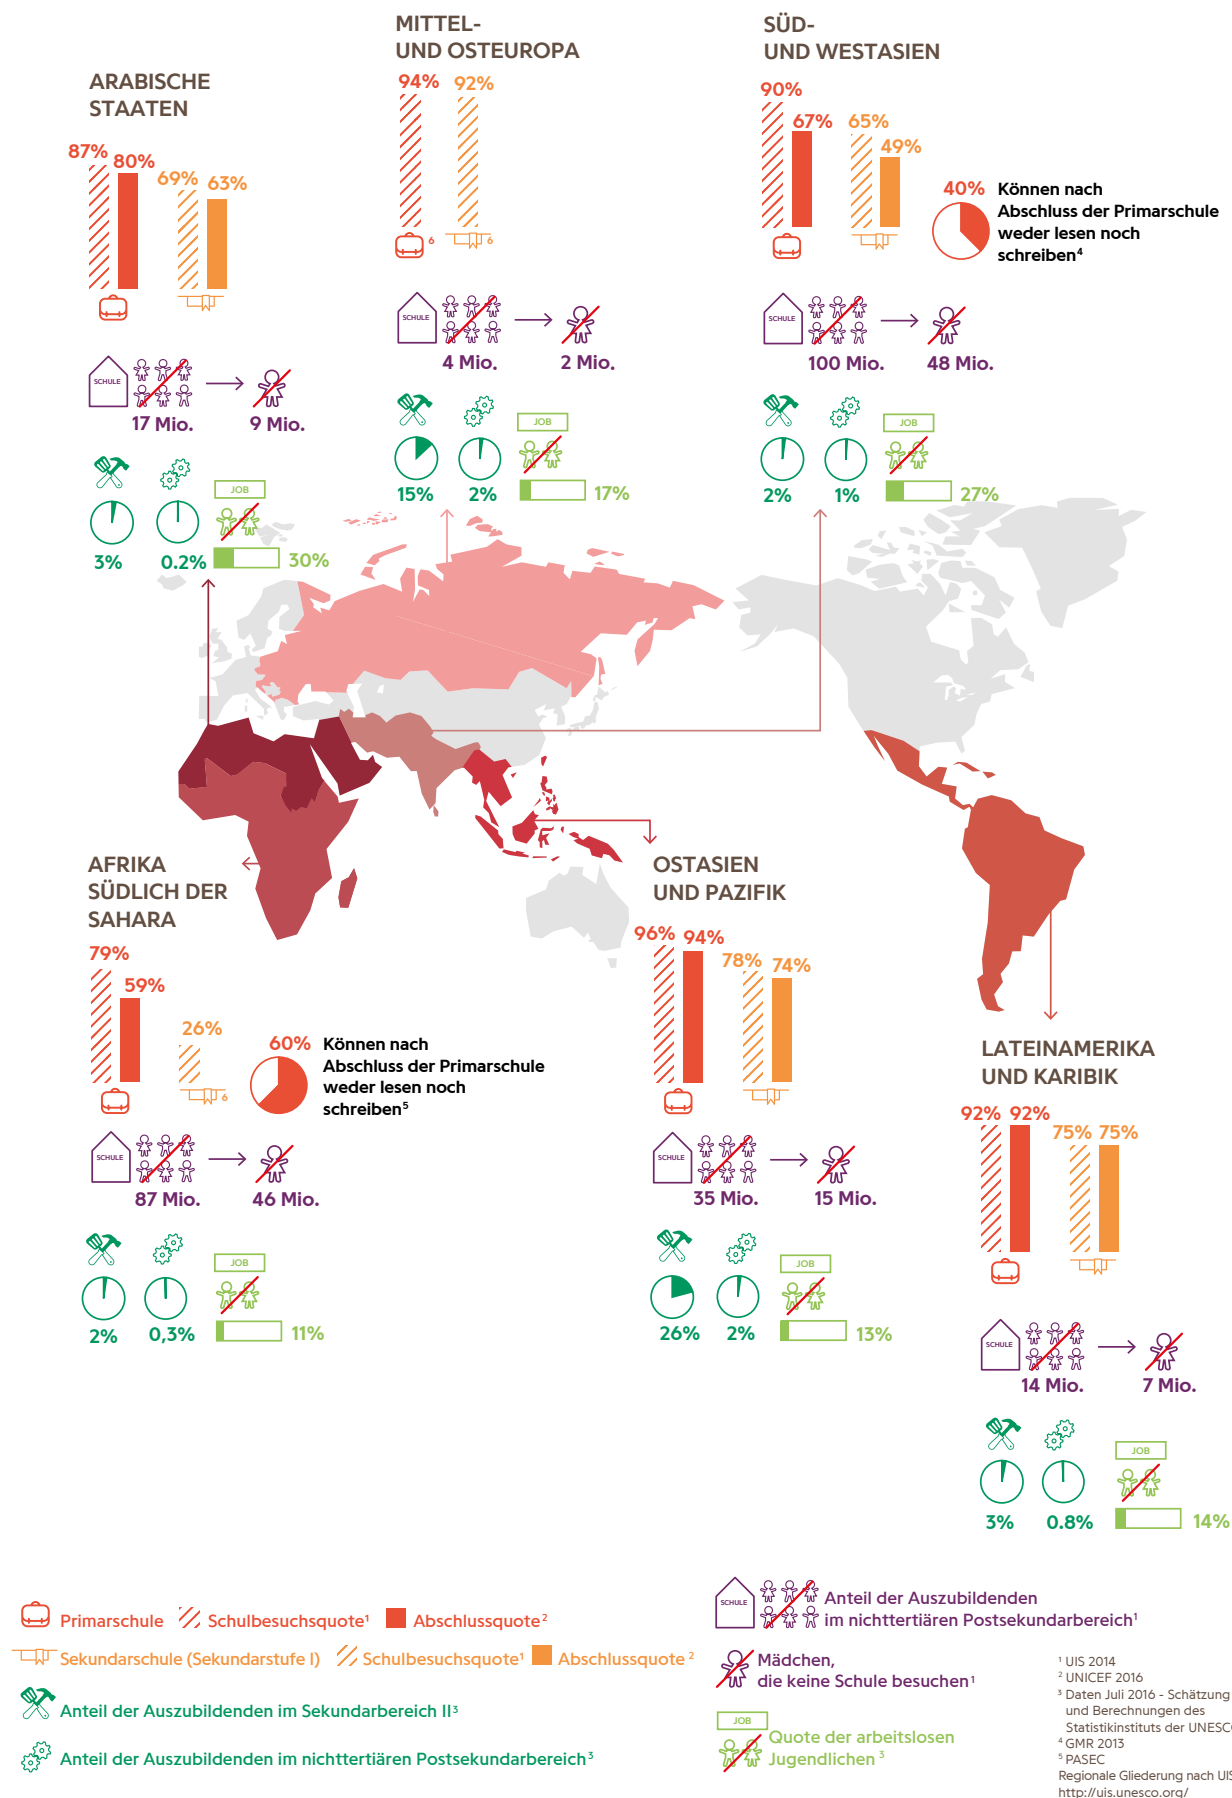 MITTEL-
UND OSTEUROPA
94% 92%
6 6
SCHULE
4 Mio. 2 Mio.
JOB
15% 2% 17%
SÜD-
UND WESTASIEN
90%
67% 65%
49%
40% Können nach
Abschluss der Primarschule
weder lesen noch
schreiben⁴
SCHULE
100 Mio. 48 Mio.
JOB
2% 1% 27%
ARABISCHE
STAATEN
87% 80%
69% 63%
SCHULE
17 Mio. 9 Mio.
JOB
3% 0.2% 30%
AFRIKA
SÜDLICH DER
SAHARA
79%
59%
26%
6
60% Können nach
Abschluss der Primarschule
weder lesen noch
schreiben⁵
SCHULE
87 Mio. 46 Mio.
JOB
2% 0,3% 11%
OSTASIEN
UND PAZIFIK
96% 94%
78% 74%
SCHULE
35 Mio. 15 Mio.
JOB
26% 2% 13%
LATEINAMERIKA
UND KARIBIK
92% 92%
75% 75%
SCHULE
14 Mio. 7 Mio.
JOB
3% 0.8% 14%
Primarschule Schulbesuchsquote¹ Abschlussquote²
Sekundarschule (Sekundarstufe I) Schulbesuchsquote¹ Abschlussquote²
Anteil der Auszubildenden im Sekundarbereich II³
Anteil der Auszubildenden im nichttertiären Postsekundarbereich³
SCHULE
Anteil der Auszubildenden
im nichttertiären Postsekundarbereich¹
Mädchen,
die keine Schule besuchen¹
JOB
Quote der arbeitslosen
Jugendlichen³
¹ UIS 2014
² UNICEF 2016
³ Daten Juli 2016 - Schätzung
und Berechnungen des
Statistikinstituts der UNESCO
⁴ GMR 2013
⁵ PASEC
Regionale Gliederung nach UIS
http://uis.unesco.org/